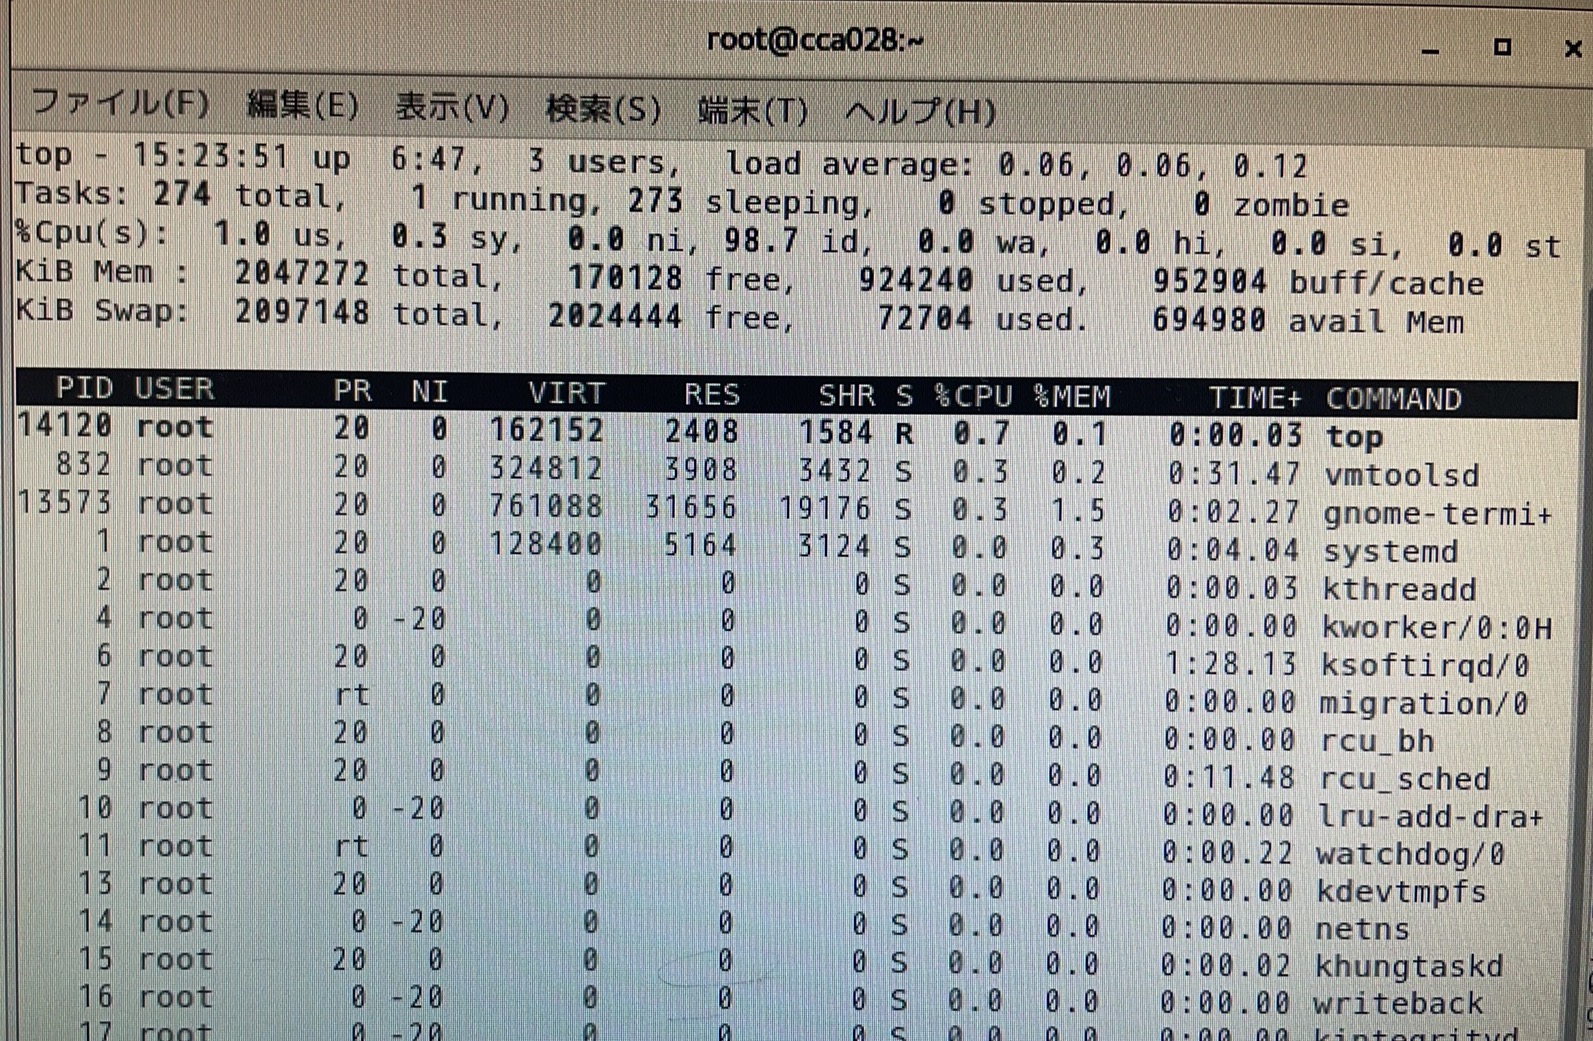 root@cca028:~
ファイル(F) 編集(E) 表示(V) 検索(S) 端末(T) ヘルプ(H)
top - 15:23:51 up  6:47,  3 users,  load average: 0.06, 0.06, 0.12
Tasks: 274 total,   1 running, 273 sleeping,   0 stopped,   0 zombie
%Cpu(s):  1.0 us,  0.3 sy,  0.0 ni, 98.7 id,  0.0 wa,  0.0 hi,  0.0 si,  0.0 st
KiB Mem :  2047272 total,   170128 free,   924240 used,   952904 buff/cache
KiB Swap:  2097148 total,  2024444 free,    72704 used.   694980 avail Mem
PID USER PR NI VIRT RES SHR S %CPU %MEM TIME+ COMMAND
14120 root 20 0 162152 2408 1584 R 0.7 0.1 0:00.03 top
832 root 20 0 324812 3908 3432 S 0.3 0.2 0:31.47 vmtoolsd
13573 root 20 0 761088 31656 19176 S 0.3 1.5 0:02.27 gnome-termi+
1 root 20 0 128400 5164 3124 S 0.0 0.3 0:04.04 systemd
2 root 20 0 0 0 0 S 0.0 0.0 0:00.03 kthreadd
4 root 0 -20 0 0 0 S 0.0 0.0 0:00.00 kworker/0:0H
6 root 20 0 0 0 0 S 0.0 0.0 1:28.13 ksoftirqd/0
7 root rt 0 0 0 0 S 0.0 0.0 0:00.00 migration/0
8 root 20 0 0 0 0 S 0.0 0.0 0:00.00 rcu_bh
9 root 20 0 0 0 0 S 0.0 0.0 0:11.48 rcu_sched
10 root 0 -20 0 0 0 S 0.0 0.0 0:00.00 lru-add-dra+
11 root rt 0 0 0 0 S 0.0 0.0 0:00.22 watchdog/0
13 root 20 0 0 0 0 S 0.0 0.0 0:00.00 kdevtmpfs
14 root 0 -20 0 0 0 S 0.0 0.0 0:00.00 netns
15 root 20 0 0 0 0 S 0.0 0.0 0:00.02 khungtaskd
16 root 0 -20 0 0 0 S 0.0 0.0 0:00.00 writeback
17 root 0 -20 0 0 0 S 0.0 0.0 0:00.00 kintegrityd